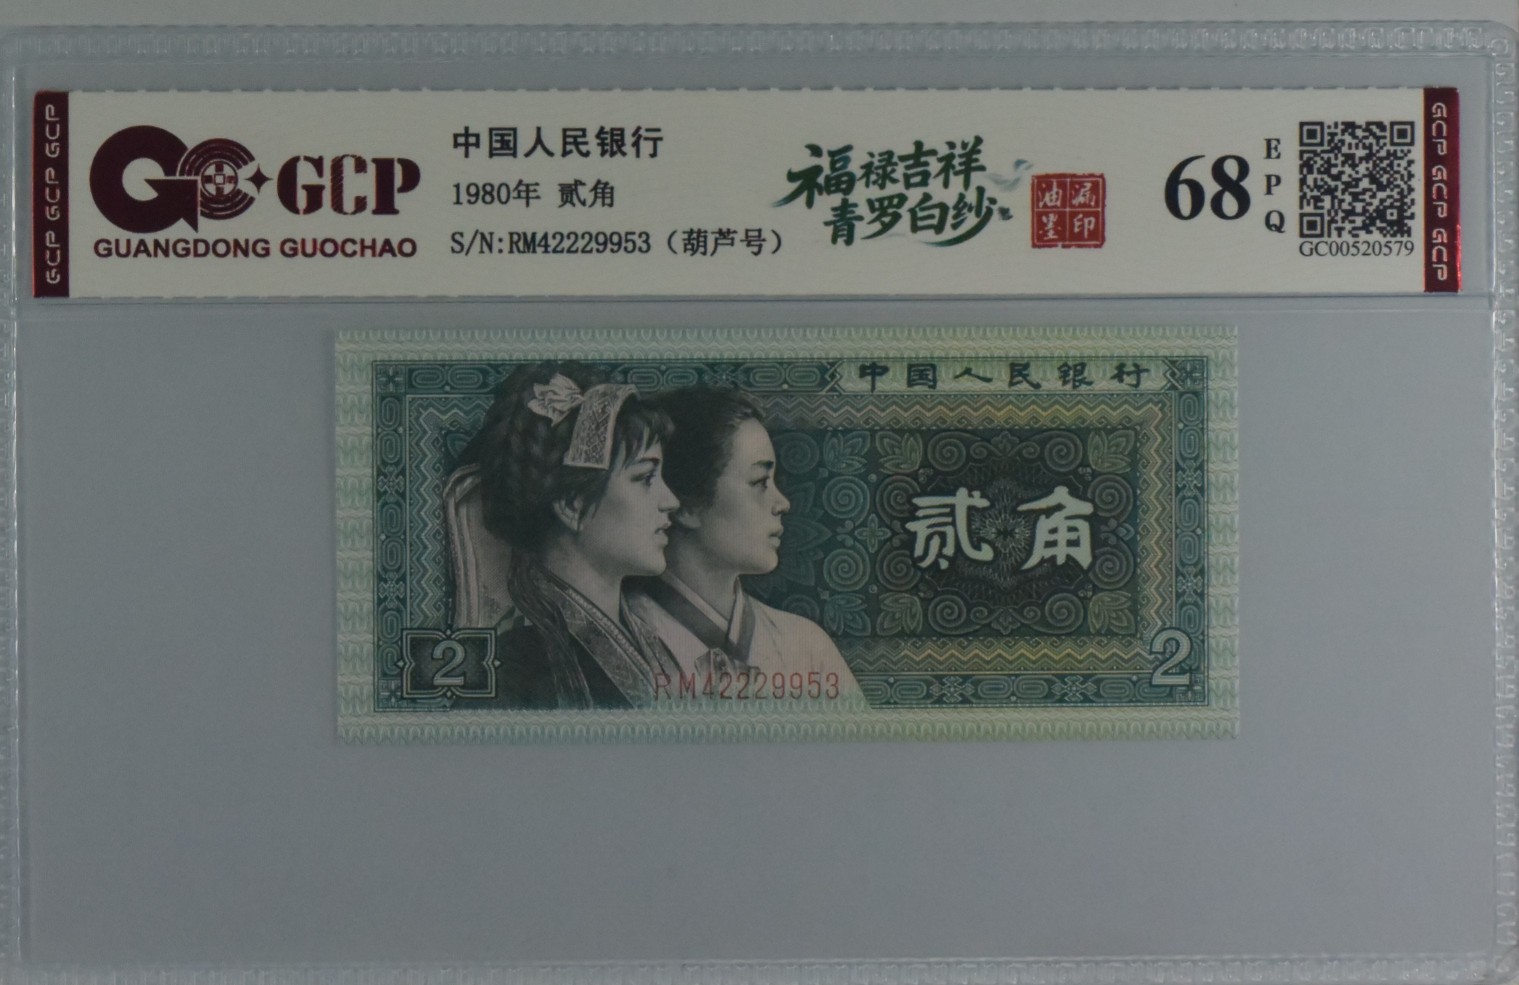 GCP GCP GCP
GCP
GUANGDONG GUOCHAO
中国人民银行
1980年 贰角
S/N:RM42229953（葫芦号）
福禄吉祥
青罗白纱
油漏
墨印
68
EPQ
GC00520579
GCP GCP GCP
中国人民银行
贰角
2
2
RM42229953